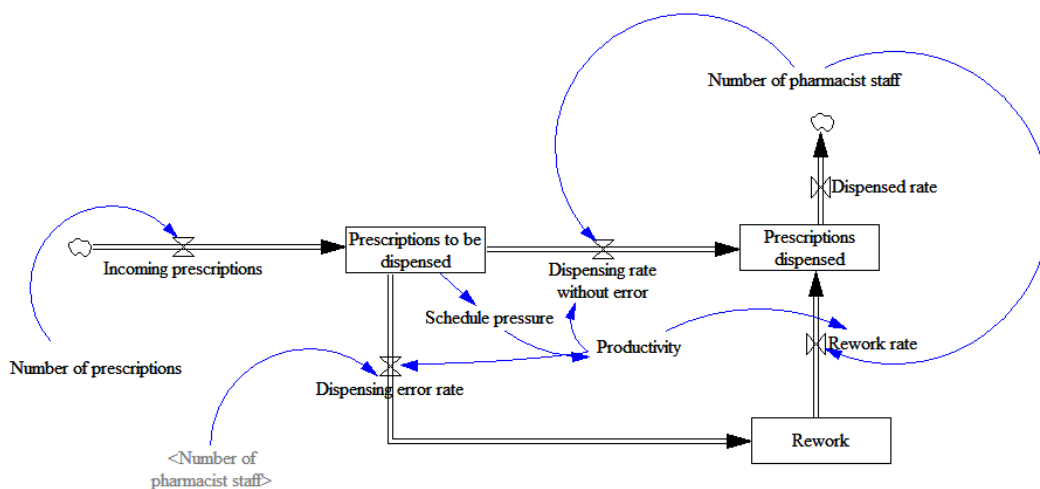 Number of pharmacist staff
Dispensed rate
Prescriptions to be
dispensed
Prescriptions
dispensed
Incoming prescriptions
Dispensing rate
without error
Schedule pressure
Productivity
Rework rate
Number of prescriptions
Dispensing error rate
Rework
<Number of
pharmacist staff>